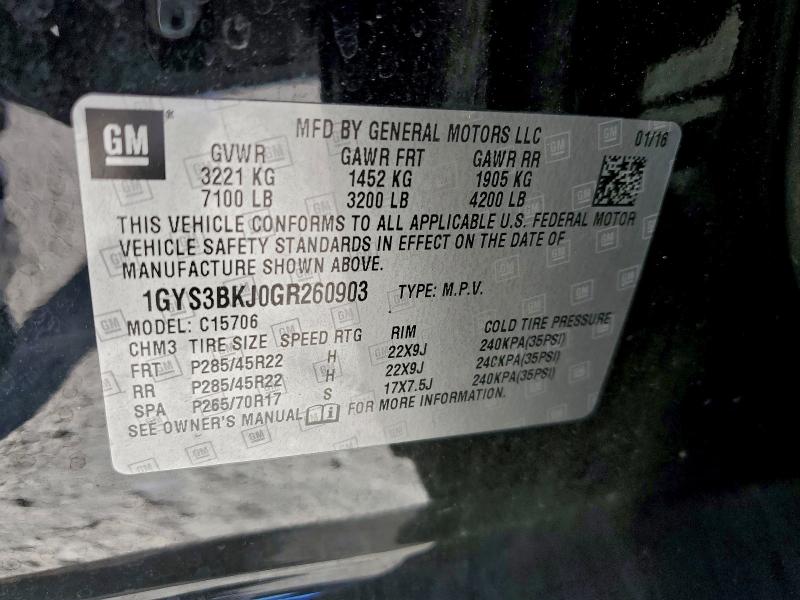 GM
MFD BY GENERAL MOTORS LLC 01/16
GVWR GAWR FRT GAWR RR
3221 KG 1452 KG 1905 KG
7100 LB 3200 LB 4200 LB
THIS VEHICLE CONFORMS TO ALL APPLICABLE U.S. FEDERAL MOTOR
VEHICLE SAFETY STANDARDS IN EFFECT ON THE DATE OF
MANUFACTURE SHOWN ABOVE.
1GYS3BKJ0GR260903 TYPE: M.P.V.
MODEL: C15706
CHM3 TIRE SIZE SPEED RTG RIM COLD TIRE PRESSURE
FRT P285/45R22 H 22X9J 240KPA(35PSI)
RR P285/45R22 H 22X9J 240KPA(35PSI)
SPA P265/70R17 S 17X7.5J 240KPA(35PSI)
SEE OWNER'S MANUAL FOR MORE INFORMATION.